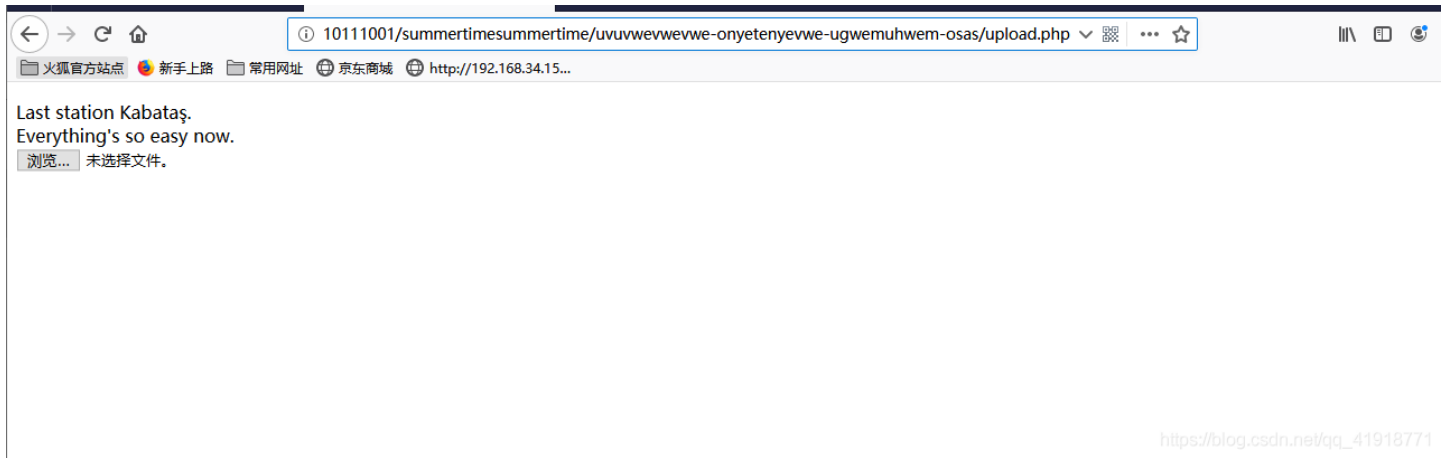 10111001/summertimesummertime/uvuvwevwevwe-onyetenyevwe-ugwemuhwem-osas/upload.php
火狐官方站点 新手上路 常用网址 京东商城 http://192.168.34.15...
Last station Kabataş.
Everything's so easy now.
浏览... 未选择文件。
https://blog.csdn.net/qq_41918771